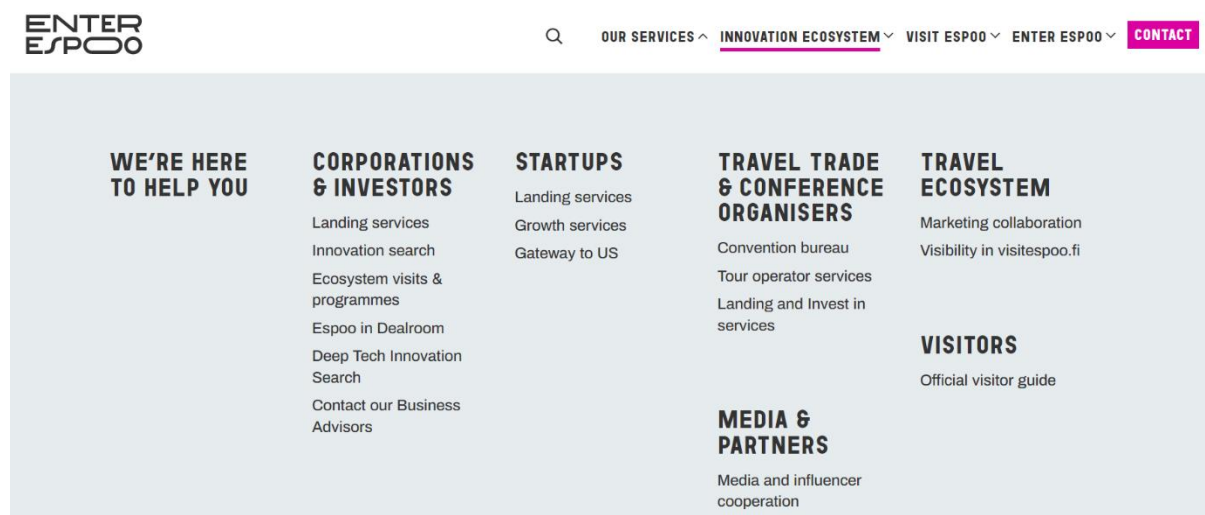 ENTER
ESPOO
OUR SERVICES
INNOVATION ECOSYSTEM
VISIT ESPOO
ENTER ESPOO
CONTACT
WE'RE HERE
TO HELP YOU
CORPORATIONS
& INVESTORS
Landing services
Innovation search
Ecosystem visits &
programmes
Espoo in Dealroom
Deep Tech Innovation
Search
Contact our Business
Advisors
STARTUPS
Landing services
Growth services
Gateway to US
TRAVEL TRADE
& CONFERENCE
ORGANISERS
Convention bureau
Tour operator services
Landing and Invest in
services
MEDIA &
PARTNERS
Media and influencer
cooperation
TRAVEL
ECOSYSTEM
Marketing collaboration
Visibility in visitespoo.fi
VISITORS
Official visitor guide